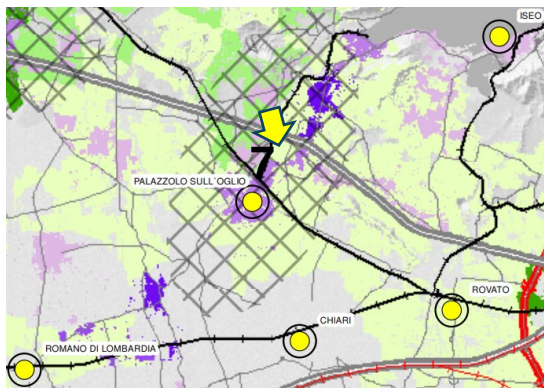 ISEO
7
PALAZZOLO SULL`OGLIO
ROVATO
CHIARI
ROMANO DI LOMBARDIA